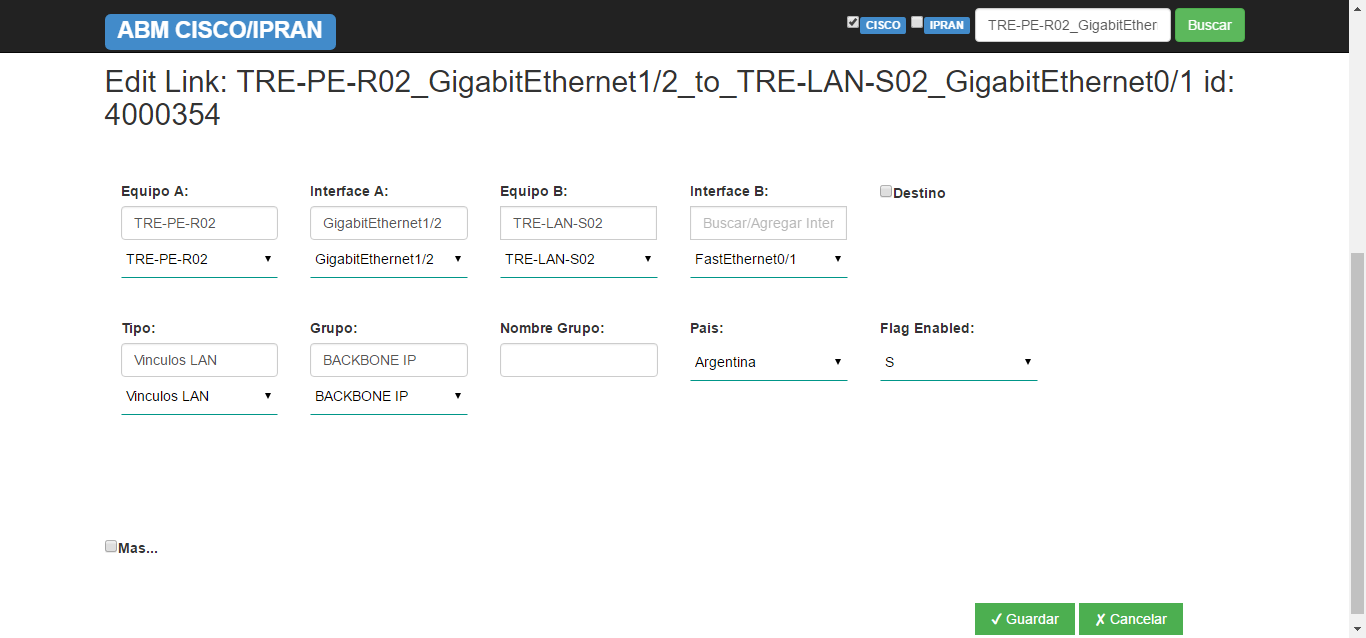 ABM CISCO/IPRAN
CISCO IPRAN TRE-PE-R02_GigabitEther Buscar
Edit Link: TRE-PE-R02_GigabitEthernet1/2_to_TRE-LAN-S02_GigabitEthernet0/1 id:
4000354
Equipo A: Interface A: Equipo B: Interface B: Destino
TRE-PE-R02 GigabitEthernet1/2 TRE-LAN-S02 Buscar/Agregar Inter
TRE-PE-R02 GigabitEthernet1/2 TRE-LAN-S02 FastEthernet0/1
Tipo: Grupo: Nombre Grupo: Pais: Flag Enabled:
Vinculos LAN BACKBONE IP Argentina S
Vinculos LAN BACKBONE IP
Mas...
✓ Guardar ✗ Cancelar